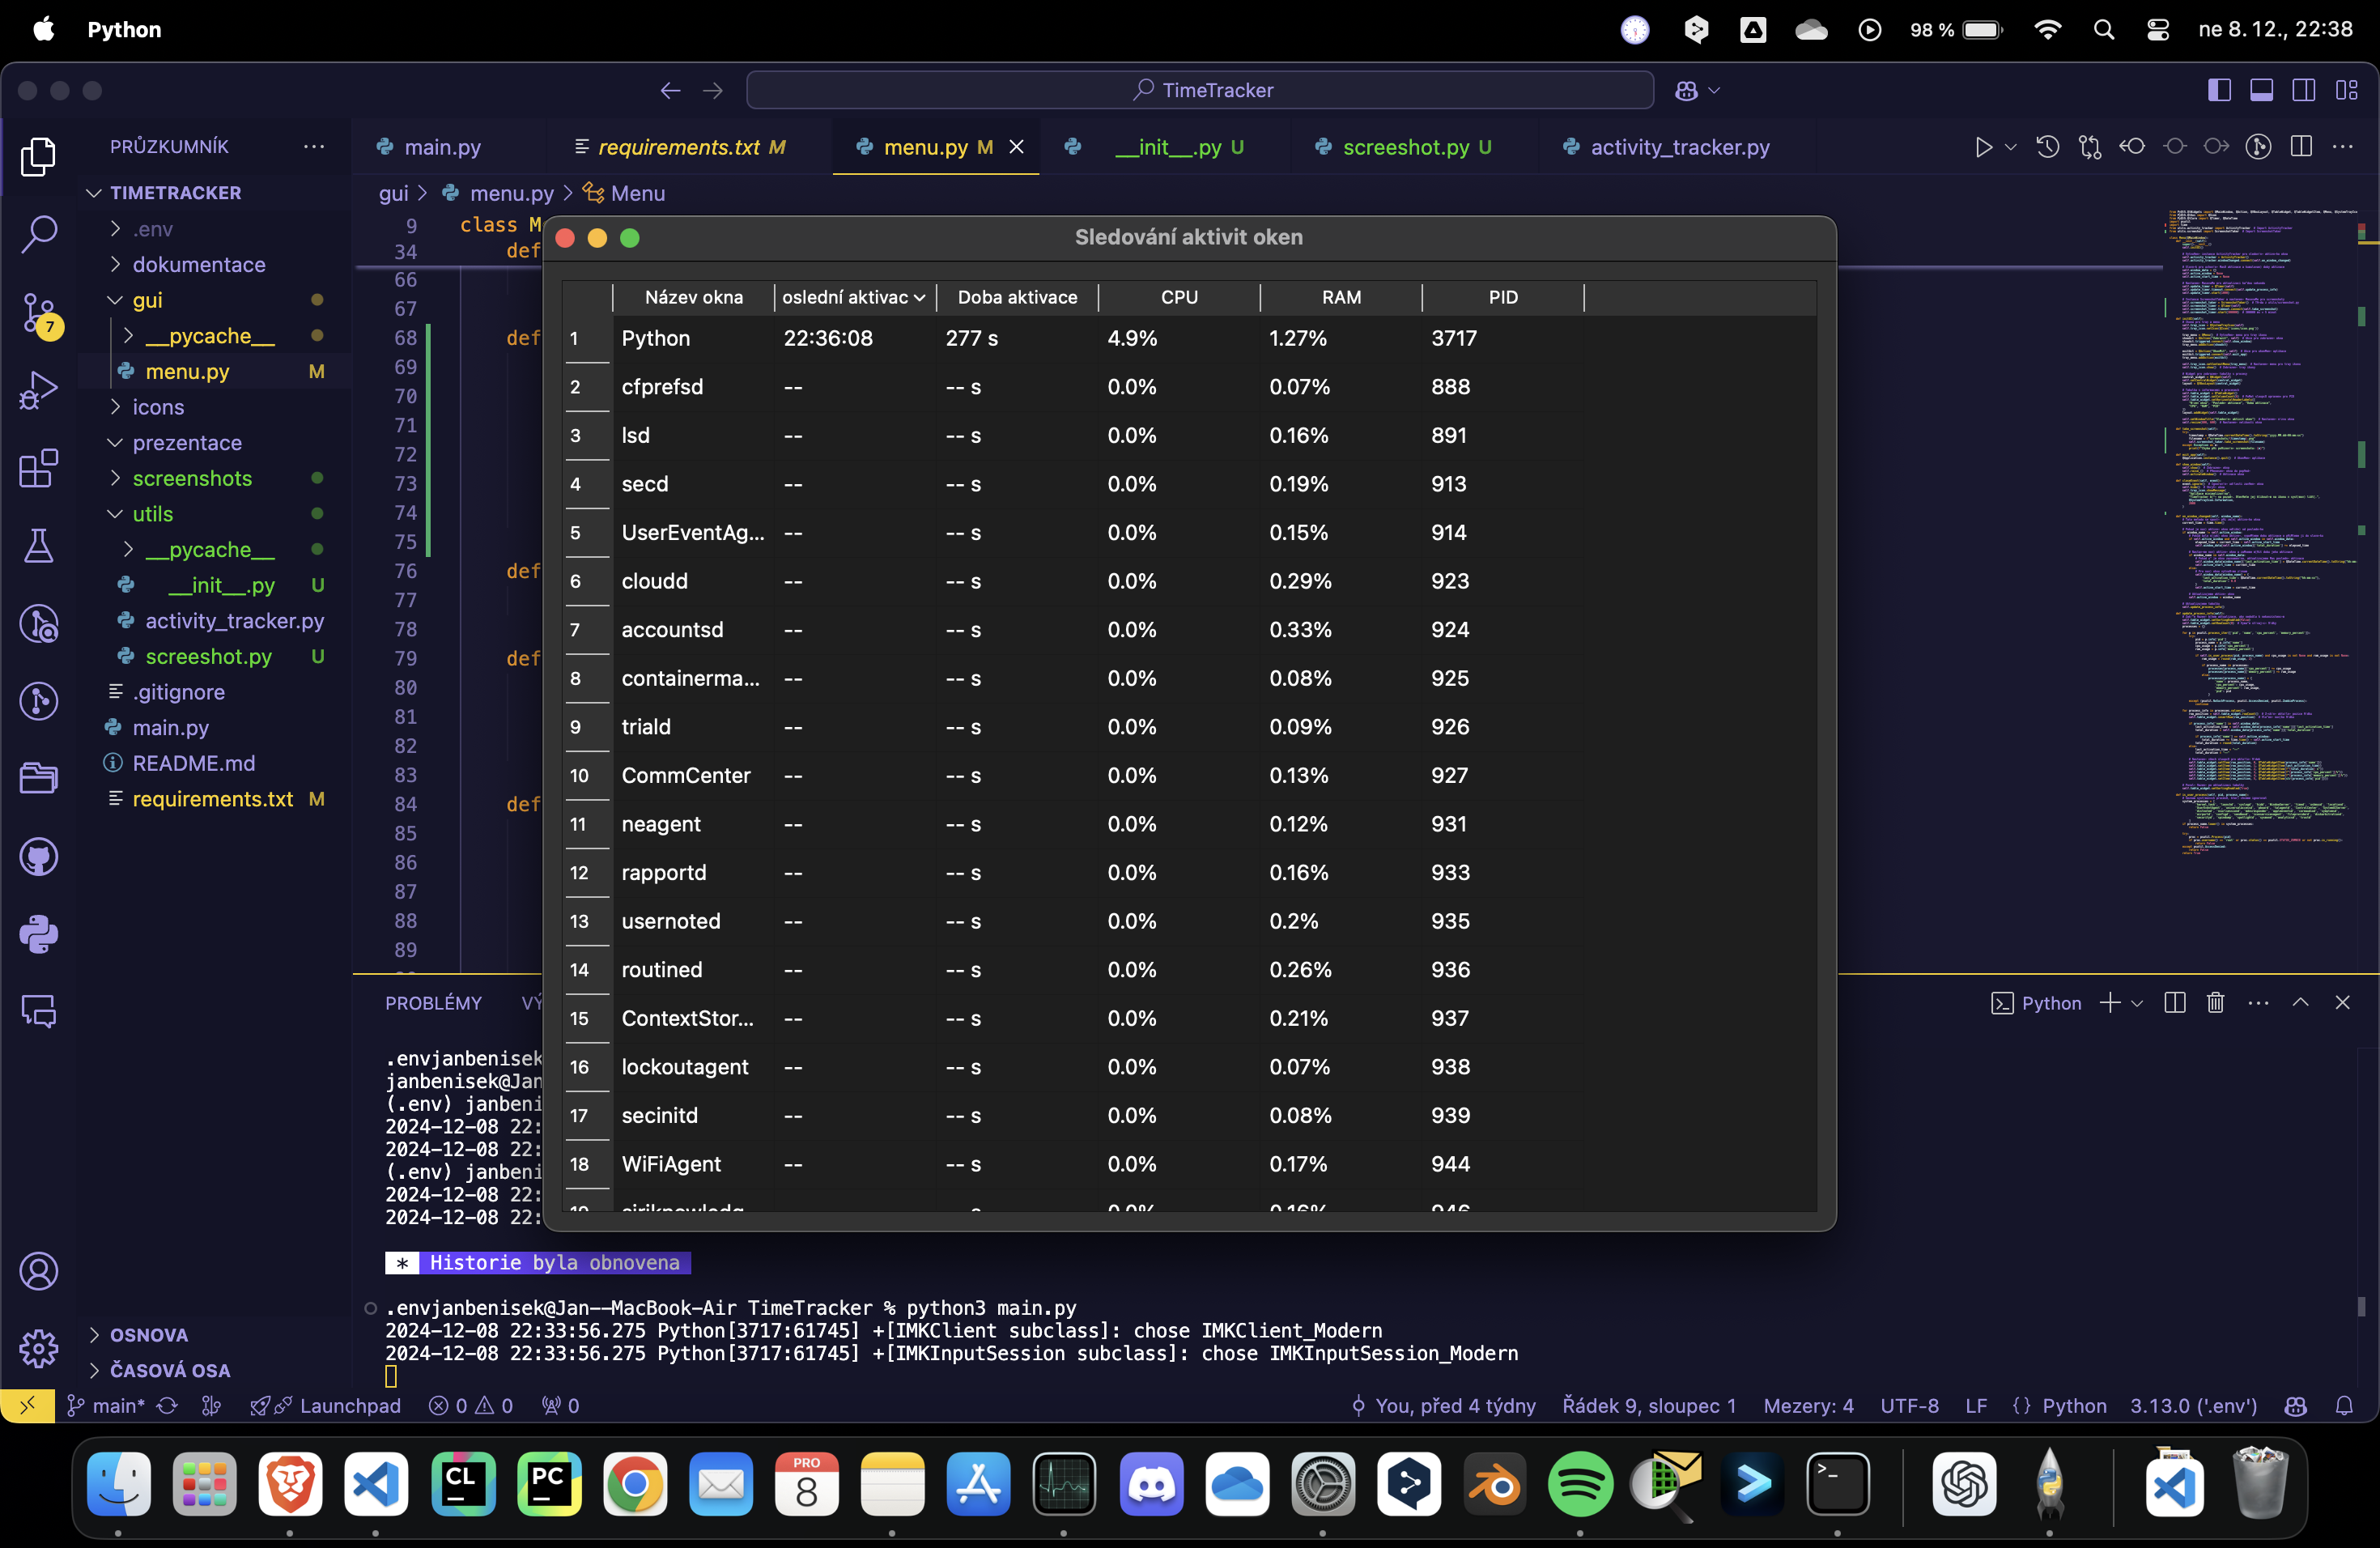 Python
98 %
ne 8. 12., 22:38
TimeTracker
PRŮZKUMNÍK
main.py
requirements.txt M
menu.py M
__init__.py U
screeshot.py U
activity_tracker.py
TIMETRACKER
.env
dokumentace
gui
__pycache__
menu.py M
icons
prezentace
screenshots
utils
__pycache__
__init__.py U
activity_tracker.py
screeshot.py U
.gitignore
main.py
README.md
requirements.txt M
OSNOVA
ČASOVÁ OSA
7
gui > menu.py > Menu
9 class M
34 def
66
67
68 def
69
70
71
72
73
74
75
76 def
77
78
79 def
80
81
82
83
84 def
85
86
87
88
89
Sledování aktivit oken
Název okna oslední aktivac Doba aktivace CPU RAM PID
1 Python 22:36:08 277 s 4.9% 1.27% 3717
2 cfprefsd -- -- s 0.0% 0.07% 888
3 lsd -- -- s 0.0% 0.16% 891
4 secd -- -- s 0.0% 0.19% 913
5 UserEventAg... -- -- s 0.0% 0.15% 914
6 cloudd -- -- s 0.0% 0.29% 923
7 accountsd -- -- s 0.0% 0.33% 924
8 containerma... -- -- s 0.0% 0.08% 925
9 triald -- -- s 0.0% 0.09% 926
10 CommCenter -- -- s 0.0% 0.13% 927
11 neagent -- -- s 0.0% 0.12% 931
12 rapportd -- -- s 0.0% 0.16% 933
13 usernoted -- -- s 0.0% 0.2% 935
14 routined -- -- s 0.0% 0.26% 936
15 ContextStor... -- -- s 0.0% 0.21% 937
16 lockoutagent -- -- s 0.0% 0.07% 938
17 secinitd -- -- s 0.0% 0.08% 939
18 WiFiAgent -- -- s 0.0% 0.17% 944
PROBLÉMY VÝ
Python
.envjanbenisek
janbenisek@Jan
(.env) janbeni
2024-12-08 22:
2024-12-08 22:
(.env) janbeni
2024-12-08 22:
2024-12-08 22:
* Historie byla obnovena
.envjanbenisek@Jan--MacBook-Air TimeTracker % python3 main.py
2024-12-08 22:33:56.275 Python[3717:61745] +[IMKClient subclass]: chose IMKClient_Modern
2024-12-08 22:33:56.275 Python[3717:61745] +[IMKInputSession subclass]: chose IMKInputSession_Modern
main* Launchpad 0 0 0 You, před 4 týdny Řádek 9, sloupec 1 Mezery: 4 UTF-8 LF {} Python 3.13.0 ('.env')
CL
PC
PRO
8
>_